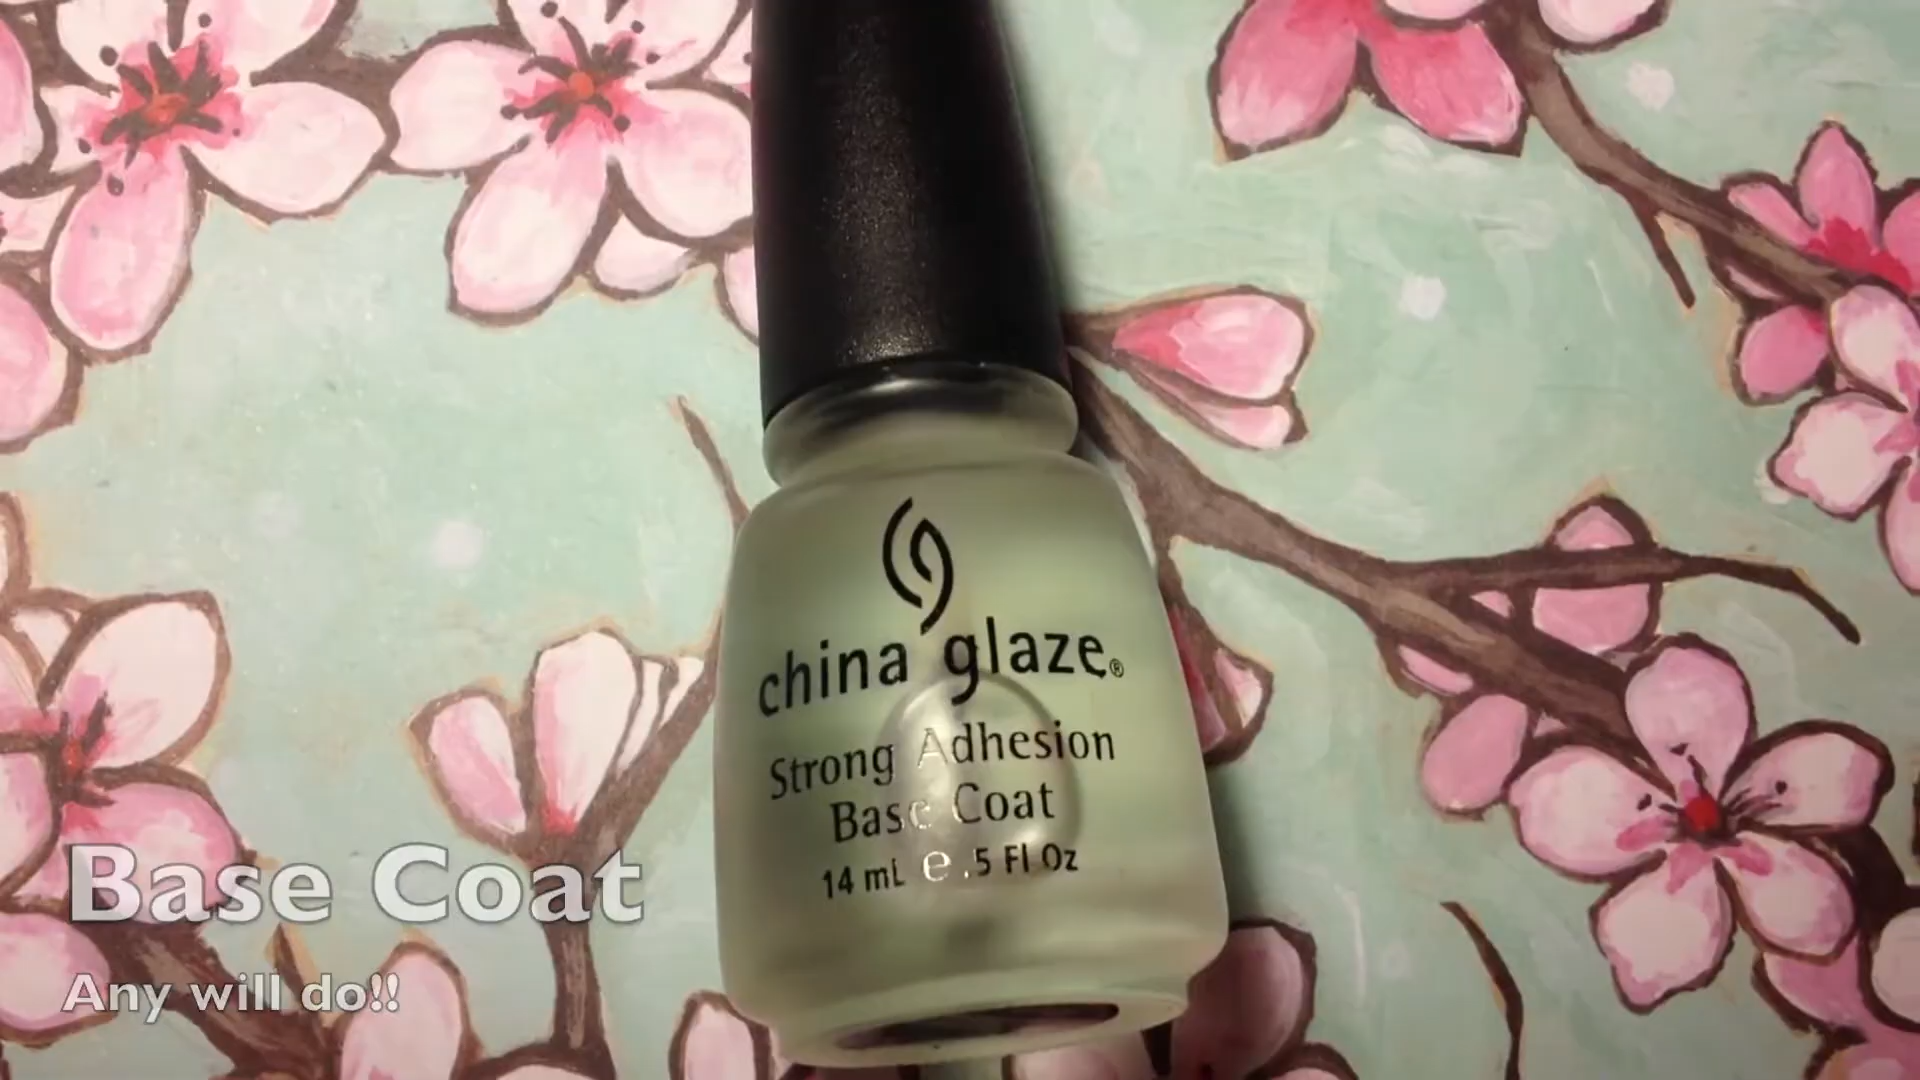 china glaze®
Strong Adhesion
Base Coat
14 mL e .5 Fl Oz
Base Coat
Any will do!!